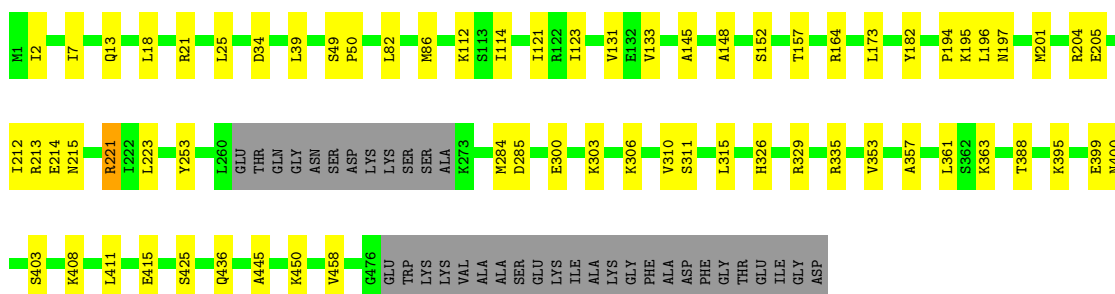 M1 I2 I7 Q13 L18 R21 L25 D34 L39 S49 P50 L82 M86 K112 S113 I114 I121 R122 I123 V131 E132 V133 A145 A148 S152 T157 R164 L173 Y182 P194 K195 L196 N197 M201 R204 E205
I212 R213 E214 N215 R221 I222 L223 Y253 L260 GLU THR GLN GLY ASN SER ASP LYS LYS SER SER ALA K273 M284 D285 E300 K303 K306 V310 S311 L315 H326 R329 R335 V353 A357 L361 S362 K363 T388 K395 E399
S403 K408 L411 E415 S425 Q436 A445 K450 V458 G476 GLU TRP LYS LYS VAL ALA ALA SER GLU LYS ILE ALA LYS GLY PHE ALA ASP PHE GLY THR GLU ILE GLY ASP